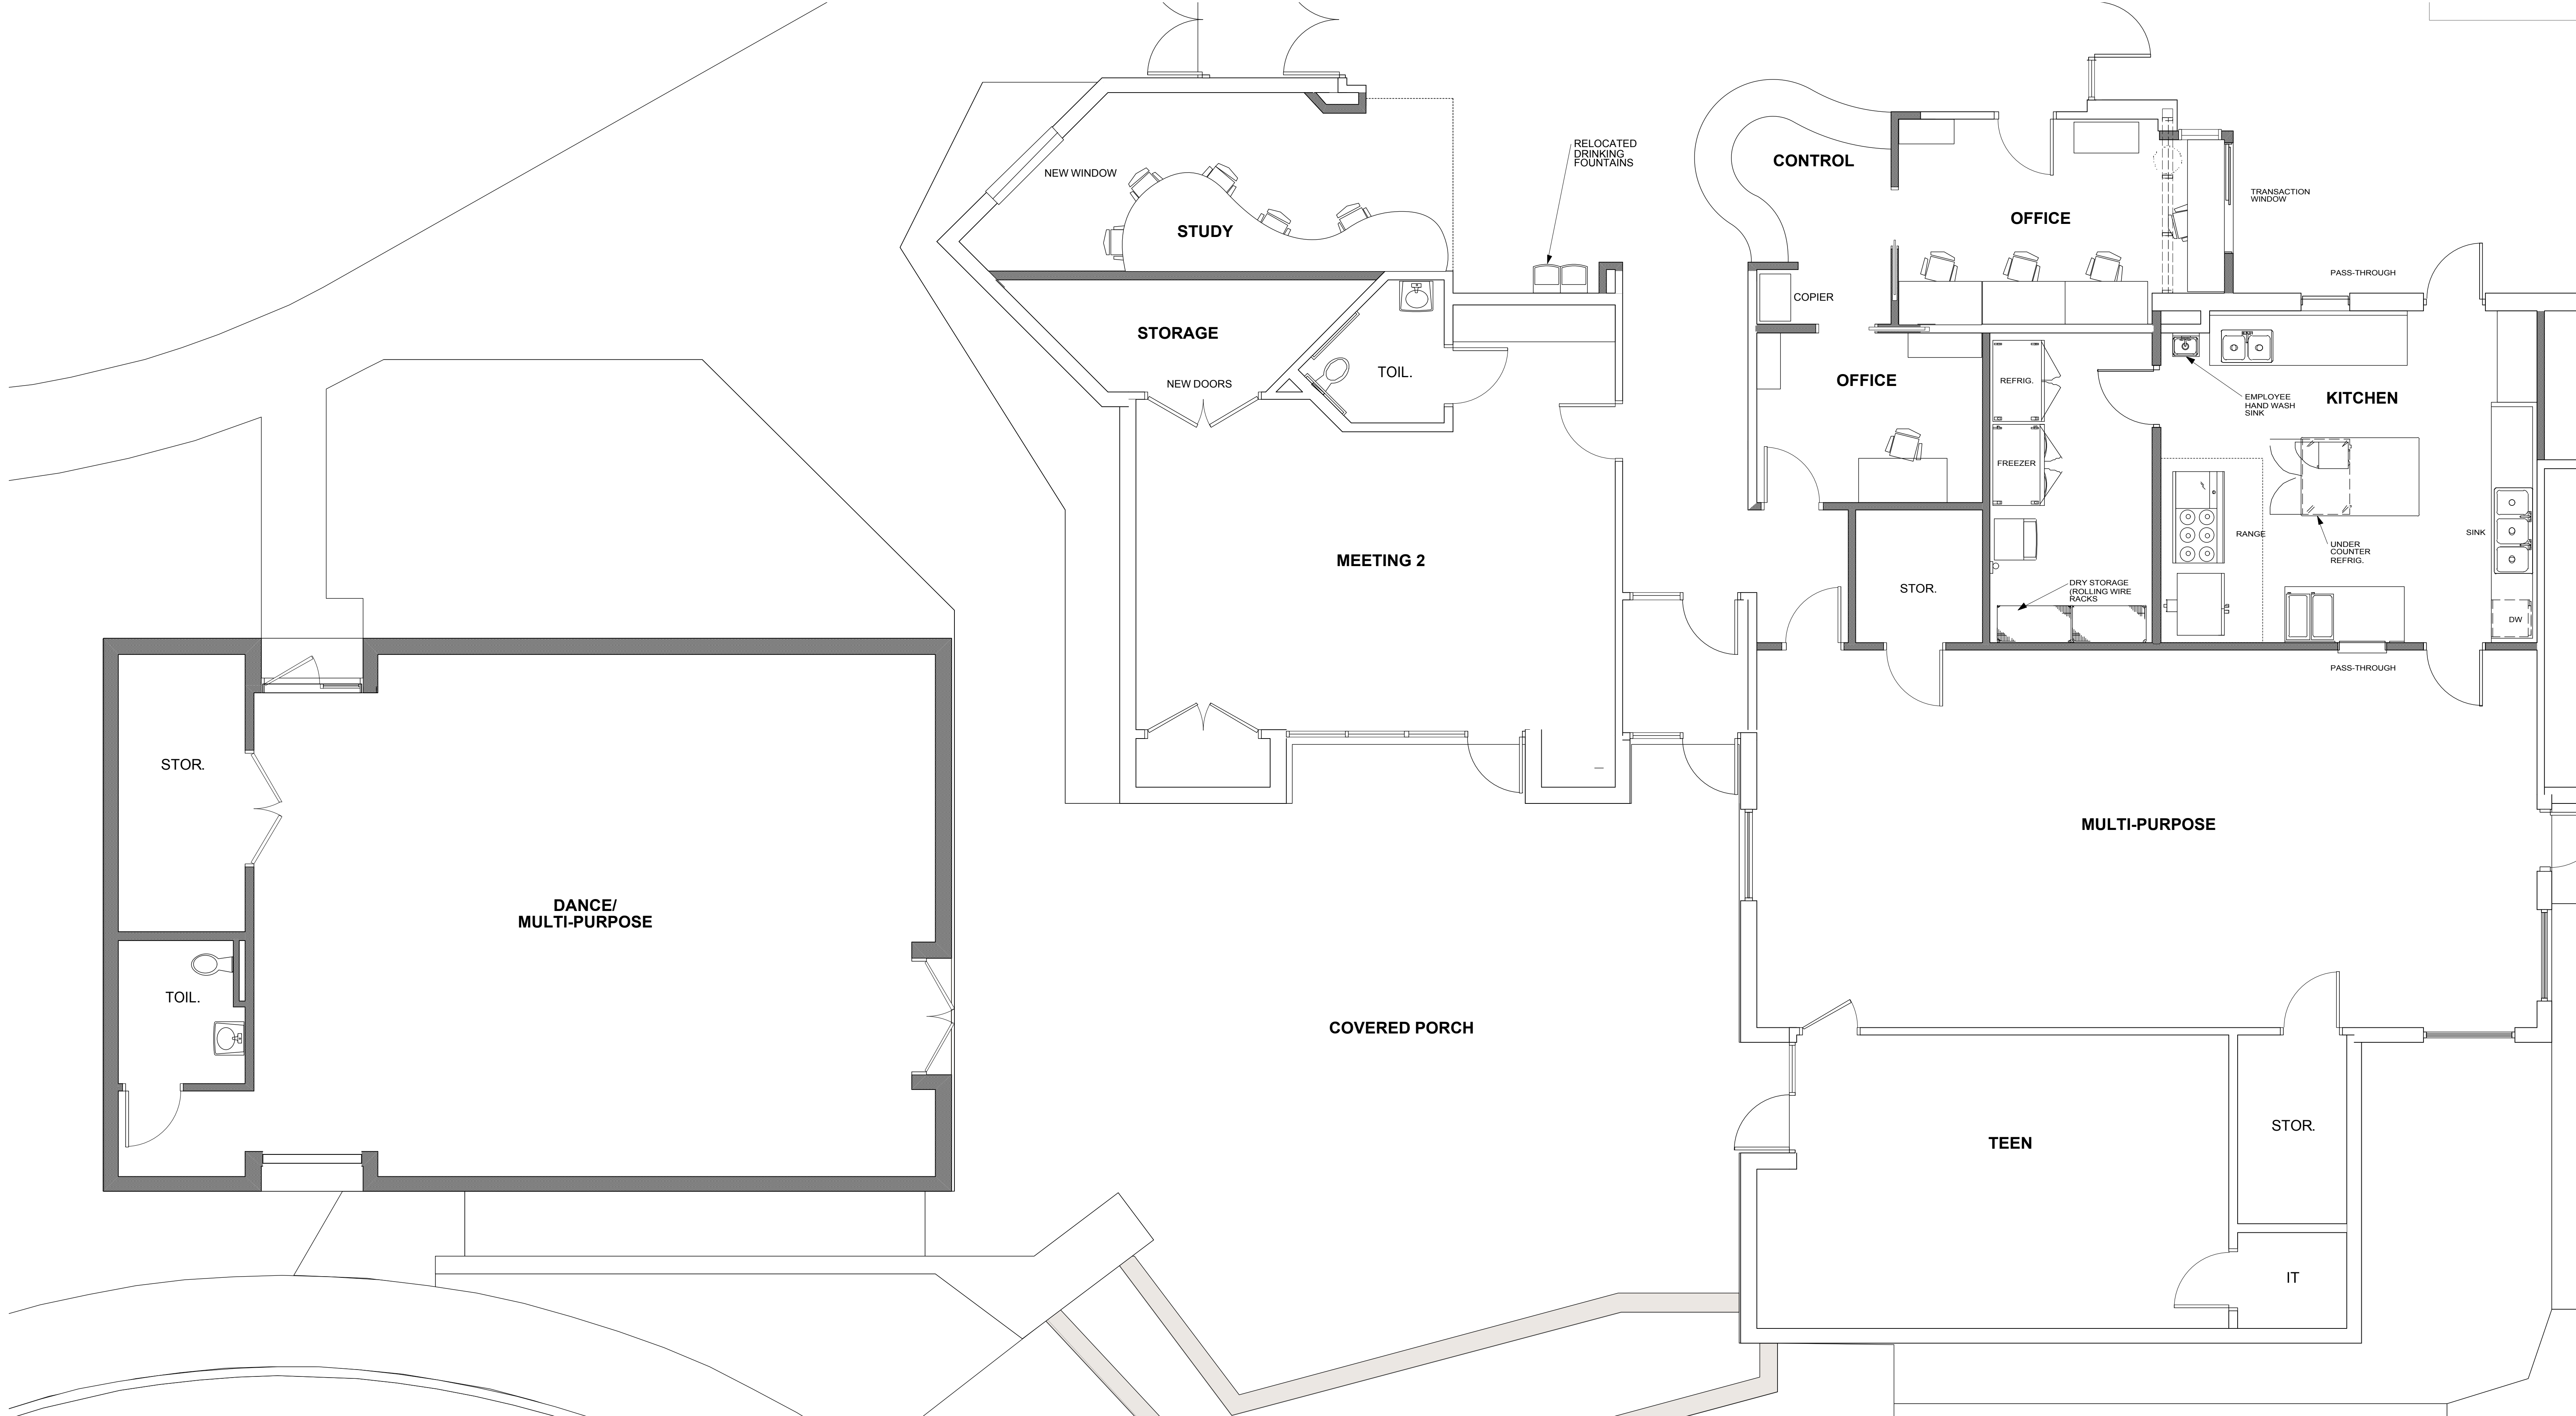 RELOCATED
DRINKING
FOUNTAINS
CONTROL
NEW WINDOW
TRANSACTION
WINDOW
OFFICE
STUDY
PASS-THROUGH
COPIER
STORAGE
TOIL.
NEW DOORS
OFFICE
REFRIG.
EMPLOYEE
HAND WASH
SINK
KITCHEN
FREEZER
RANGE
SINK
UNDER
COUNTER
REFRIG.
MEETING 2
STOR.
DRY STORAGE
(ROLLING WIRE
RACKS
DW
PASS-THROUGH
STOR.
MULTI-PURPOSE
DANCE/
MULTI-PURPOSE
TOIL.
COVERED PORCH
STOR.
TEEN
IT